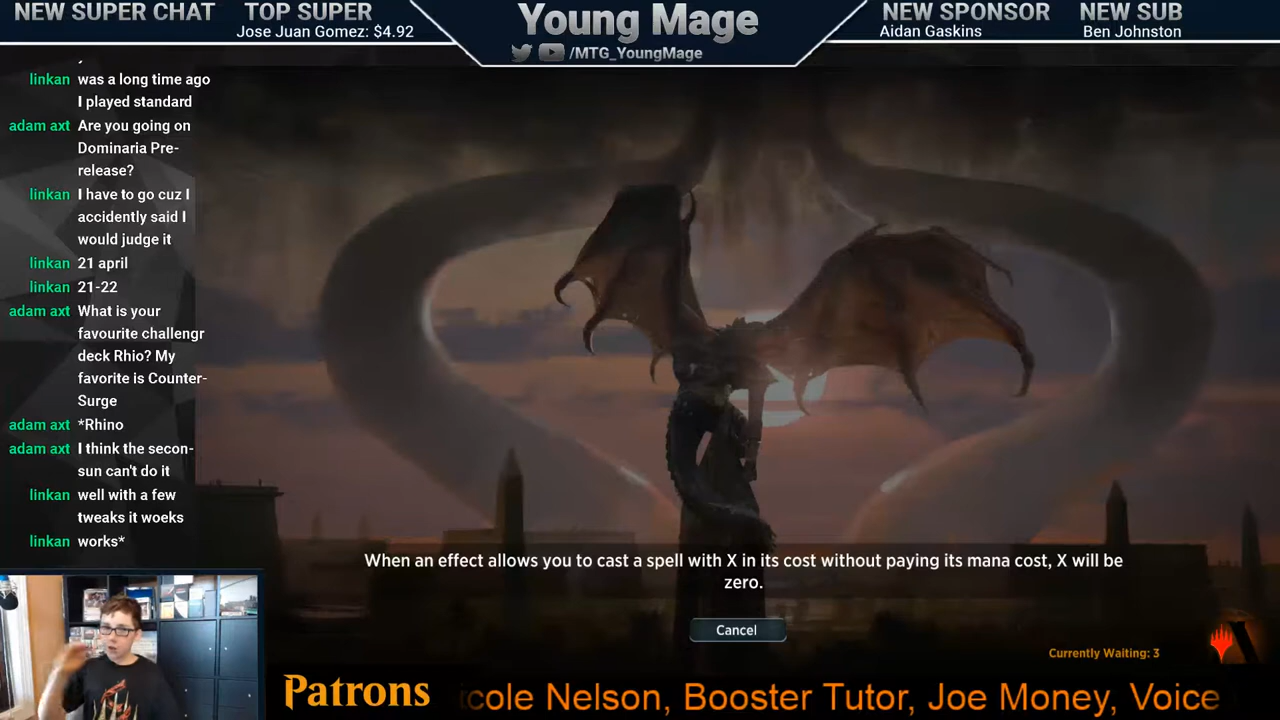 NEW SUPER CHAT
TOP SUPER
Jose Juan Gomez: $4.92
Young Mage
/MTG_YoungMage
NEW SPONSOR
Aidan Gaskins
NEW SUB
Ben Johnston
linkan was a long time ago
I played standard
adam axt Are you going on
Dominaria Pre-
release?
linkan I have to go cuz I
accidently said I
would judge it
linkan 21 april
linkan 21-22
adam axt What is your
favourite challengr
deck Rhio? My
favorite is Counter-
Surge
adam axt *Rhino
adam axt I think the secon-
sun can't do it
linkan well with a few
tweaks it woeks
linkan works*
When an effect allows you to cast a spell with X in its cost without paying its mana cost, X will be
zero.
Cancel
Currently Waiting: 3
Patrons
cole Nelson, Booster Tutor, Joe Money, Voice